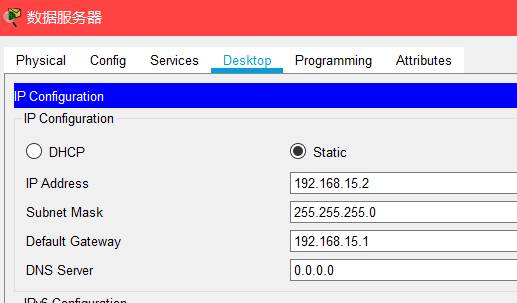 数据服务器
Physical Config Services Desktop Programming Attributes
IP Configuration
IP Configuration
DHCP Static
IP Address 192.168.15.2
Subnet Mask 255.255.255.0
Default Gateway 192.168.15.1
DNS Server 0.0.0.0
IPv6 Configuration